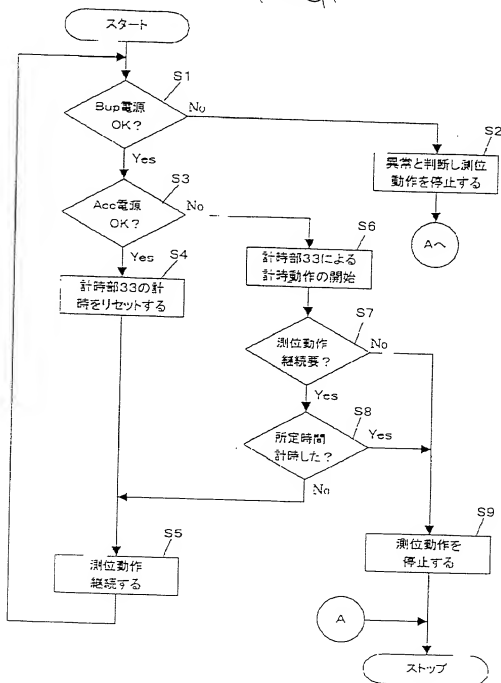 スタート
S1
Bup電源
OK?
No
Yes
S2
異常と判断し測位
動作を停止する
Aへ
S3
Acc電源
OK?
No
Yes
S4
計時部33の計
時をリセットする
S6
計時部33による
計時動作の開始
S7
測位動作
継続要?
No
Yes
S8
所定時間
計時した?
Yes
No
S5
測位動作
継続する
S9
測位動作を
停止する
A
ストップ